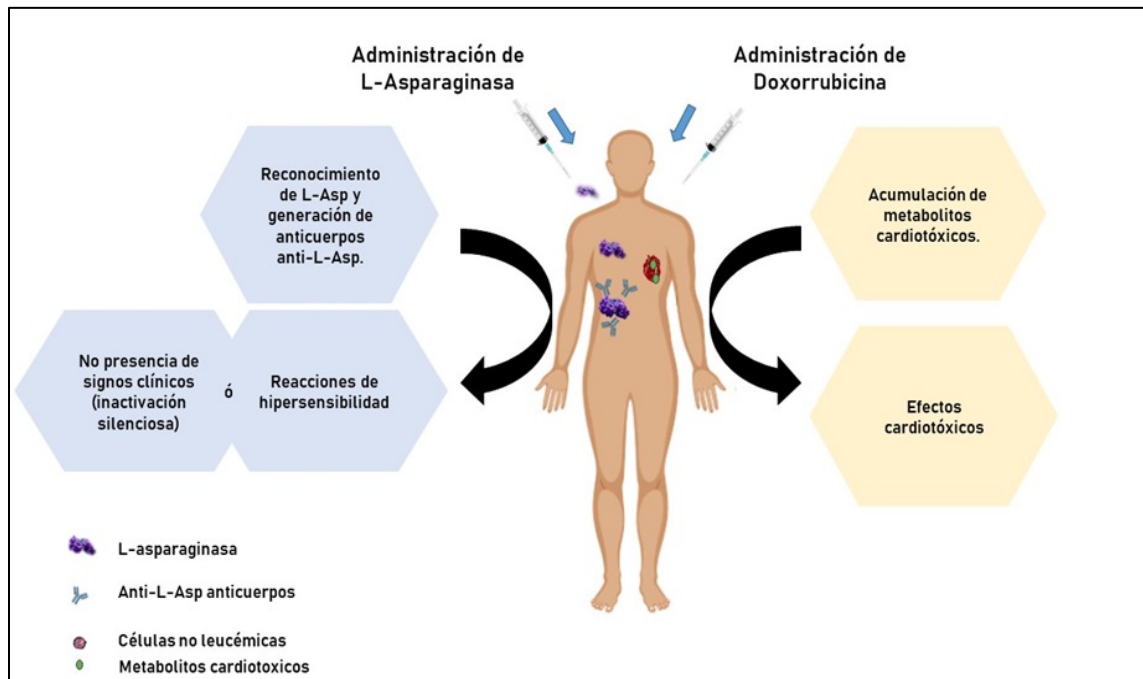 Administración de
L-Asparaginasa
Administración de
Doxorrubicina
Reconocimiento
de L-Asp y
generación de
anticuerpos
anti-L-Asp.
Acumulación de
metabolitos
cardiotóxicos.
No presencia de
signos clínicos
(inactivación
silenciosa)
ó
Reacciones de
hipersensibilidad
Efectos
cardiotóxicos
L-asparaginasa
Anti-L-Asp anticuerpos
Células no leucémicas
Metabolitos cardiotoxicos